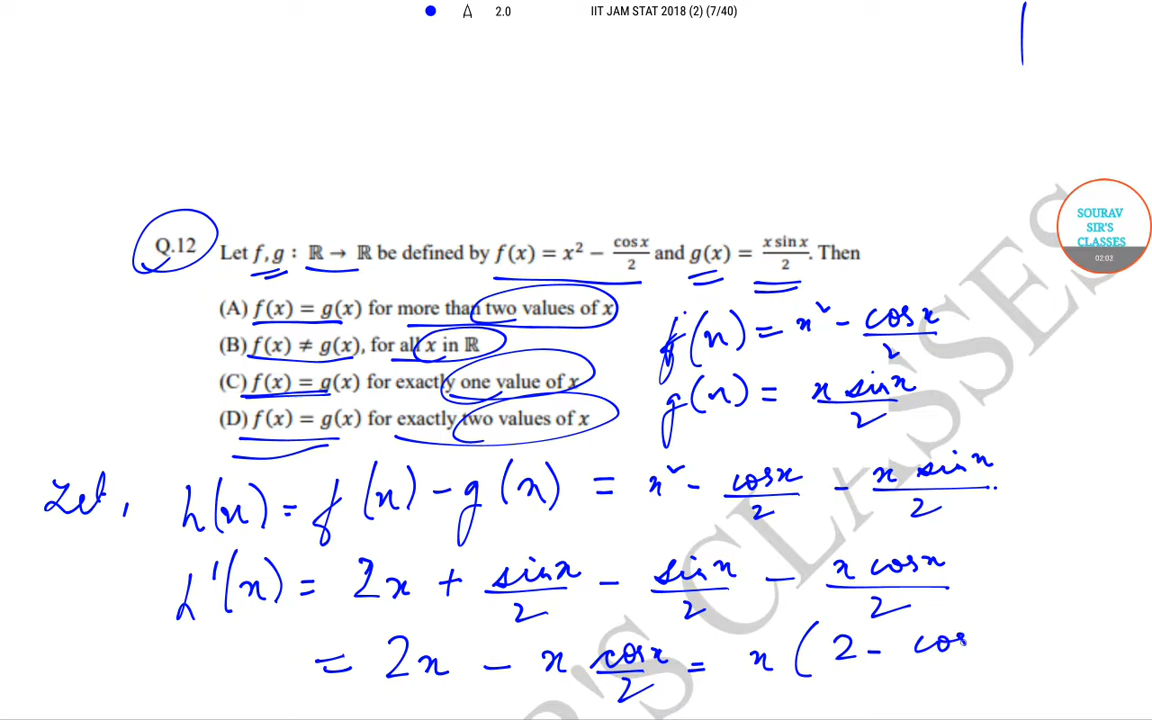 2.0 IIT JAM STAT 2018 (2) (7/40)
SOURAV
SIR'S
CLASSES
02:02
Q.12 Let f, g : ℝ → ℝ be defined by f(x) = x² − cos x/2 and g(x) = x sin x/2. Then
(A) f(x) = g(x) for more than two values of x
(B) f(x) ≠ g(x), for all x in ℝ
(C) f(x) = g(x) for exactly one value of x
(D) f(x) = g(x) for exactly two values of x
f(x) = x² − cos x/2
g(x) = x sin x/2
Let, h(x) = f(x) − g(x) = x² − cos x/2 − x sin x/2.
h'(x) = 2x + sin x/2 − sin x/2 − x cos x/2
= 2x − x cos x/2 = x(2 − cos
SIR'S CLASSES